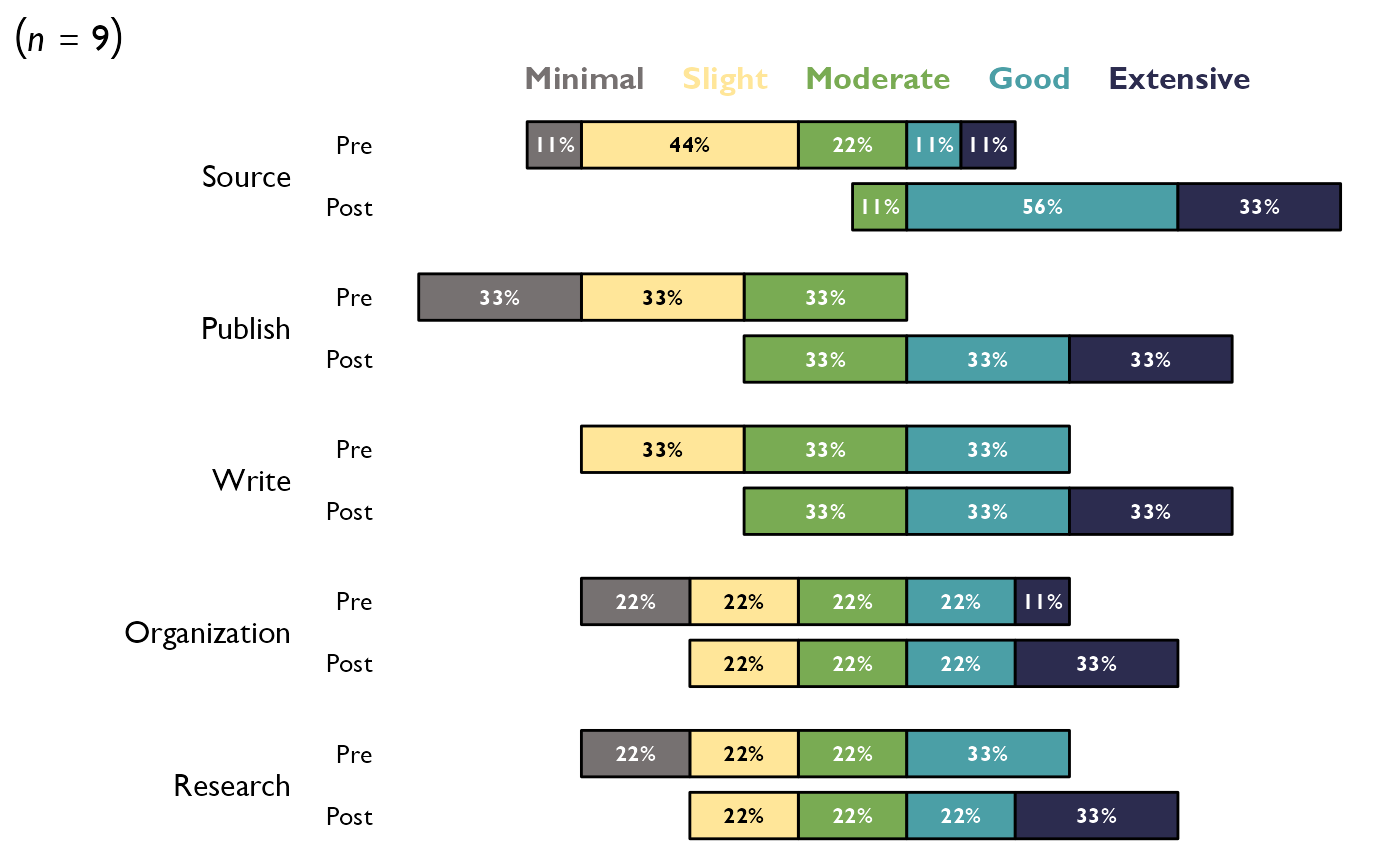 (n = 9)
Minimal Slight Moderate Good Extensive
Source
Pre 11% 44% 22% 11% 11%
Post 11% 56% 33%
Publish
Pre 33% 33% 33%
Post 33% 33% 33%
Write
Pre 33% 33% 33%
Post 33% 33% 33%
Organization
Pre 22% 22% 22% 22% 11%
Post 22% 22% 22% 33%
Research
Pre 22% 22% 22% 33%
Post 22% 22% 22% 33%